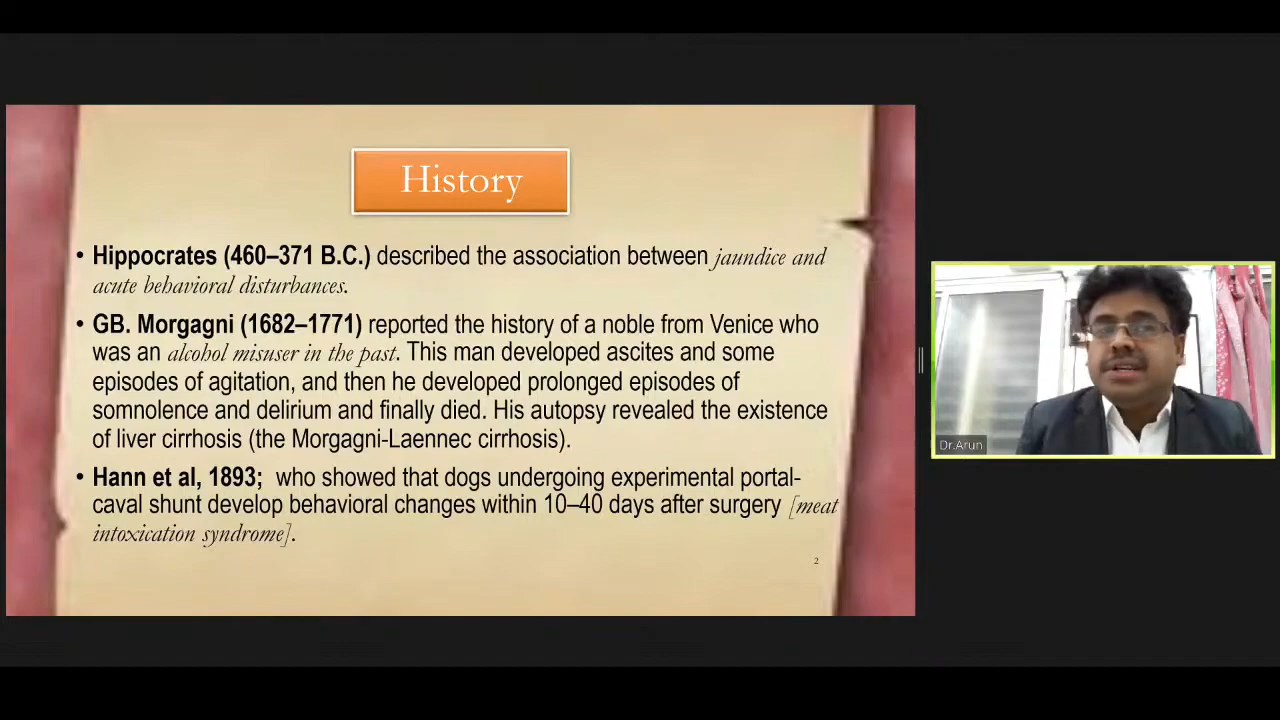 History
• Hippocrates (460–371 B.C.) described the association between jaundice and
acute behavioral disturbances.
• GB. Morgagni (1682–1771) reported the history of a noble from Venice who
was an alcohol misuser in the past. This man developed ascites and some
episodes of agitation, and then he developed prolonged episodes of
somnolence and delirium and finally died. His autopsy revealed the existence
of liver cirrhosis (the Morgagni-Laennec cirrhosis).
• Hann et al, 1893;  who showed that dogs undergoing experimental portal-
caval shunt develop behavioral changes within 10–40 days after surgery [meat
intoxication syndrome].
2
Dr.Arun